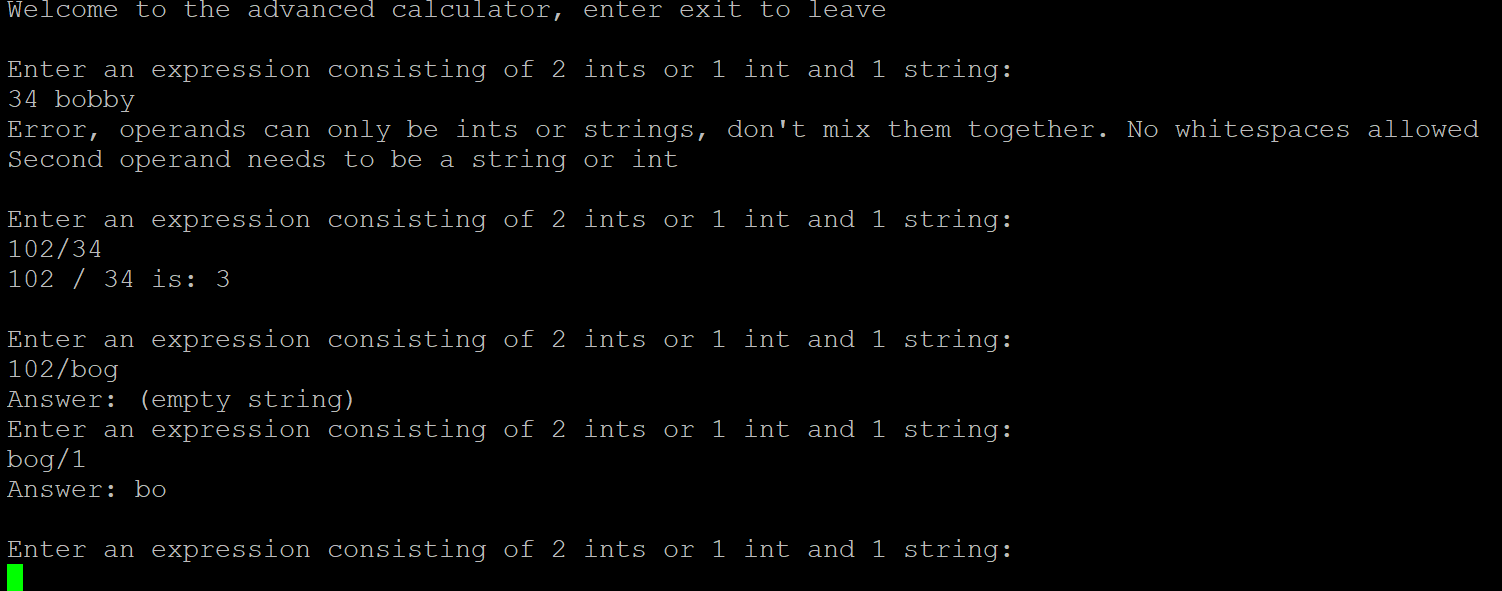 Welcome to the advanced calculator, enter exit to leave
Enter an expression consisting of 2 ints or 1 int and 1 string:
34 bobby
Error, operands can only be ints or strings, don't mix them together. No whitespaces allowed
Second operand needs to be a string or int
Enter an expression consisting of 2 ints or 1 int and 1 string:
102/34
102 / 34 is: 3
Enter an expression consisting of 2 ints or 1 int and 1 string:
102/bog
Answer: (empty string)
Enter an expression consisting of 2 ints or 1 int and 1 string:
bog/1
Answer: bo
Enter an expression consisting of 2 ints or 1 int and 1 string: